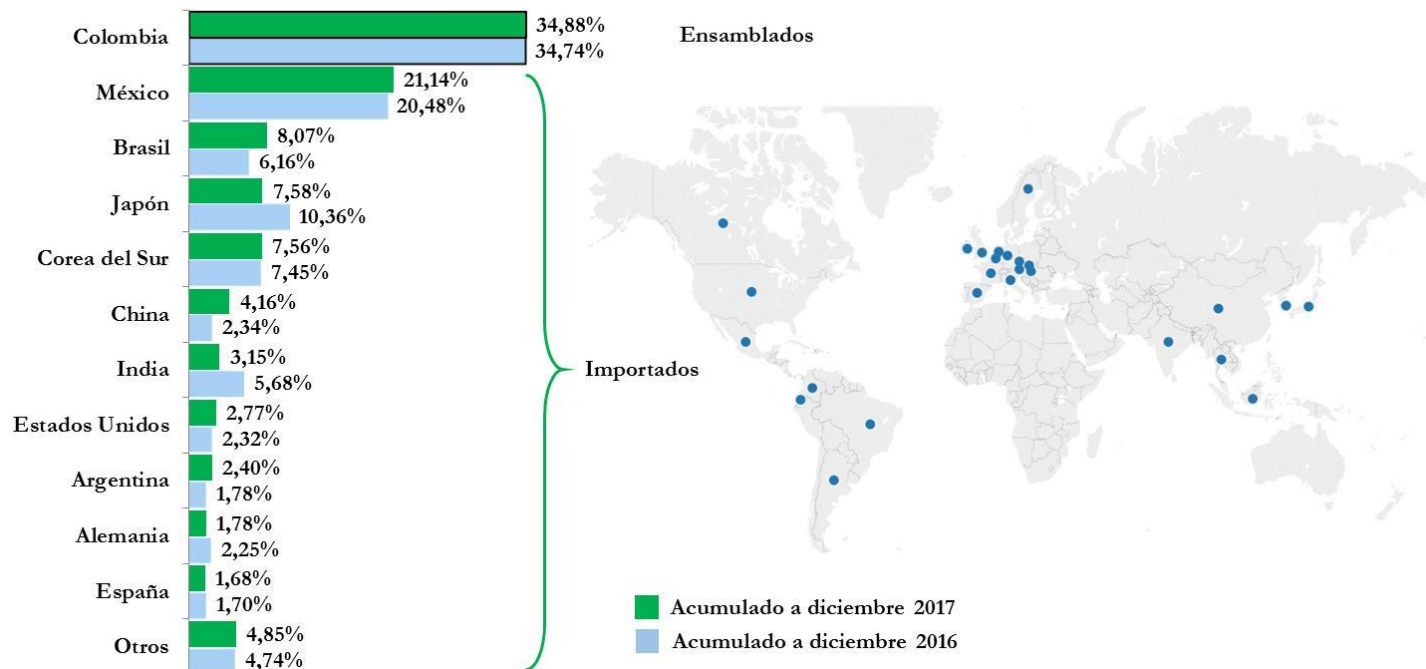 Colombia
34,88%
34,74%
Ensamblados
México
21,14%
20,48%
Brasil
8,07%
6,16%
Japón
7,58%
10,36%
Corea del Sur
7,56%
7,45%
China
4,16%
2,34%
India
3,15%
5,68%
Importados
Estados Unidos
2,77%
2,32%
Argentina
2,40%
1,78%
Alemania
1,78%
2,25%
España
1,68%
1,70%
Otros
4,85%
4,74%
Acumulado a diciembre 2017
Acumulado a diciembre 2016